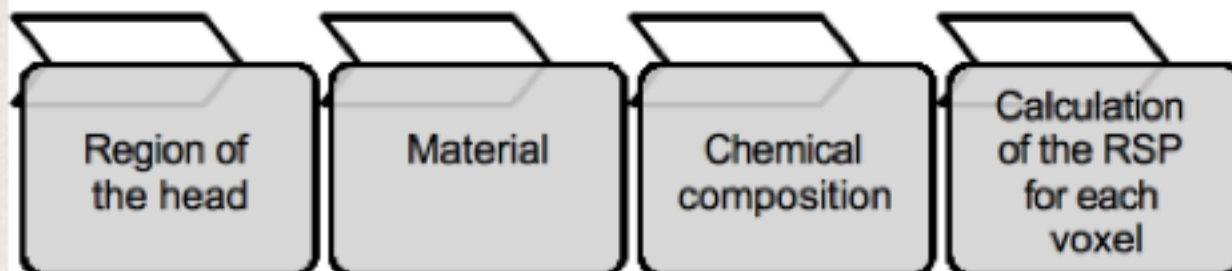 Region of
the head
Material
Chemical
composition
Calculation
of the RSP
for each
voxel